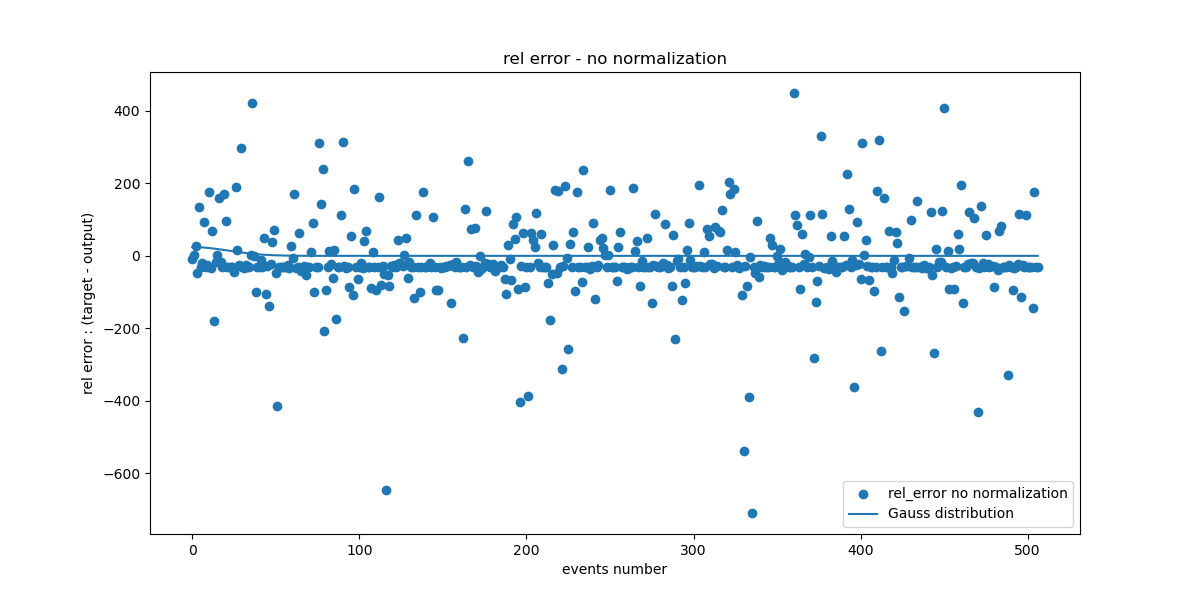 rel error - no normalization
rel error : (target - output)
400
200
0
−200
−400
−600
0
100
200
300
400
500
events number
rel_error no normalization
Gauss distribution